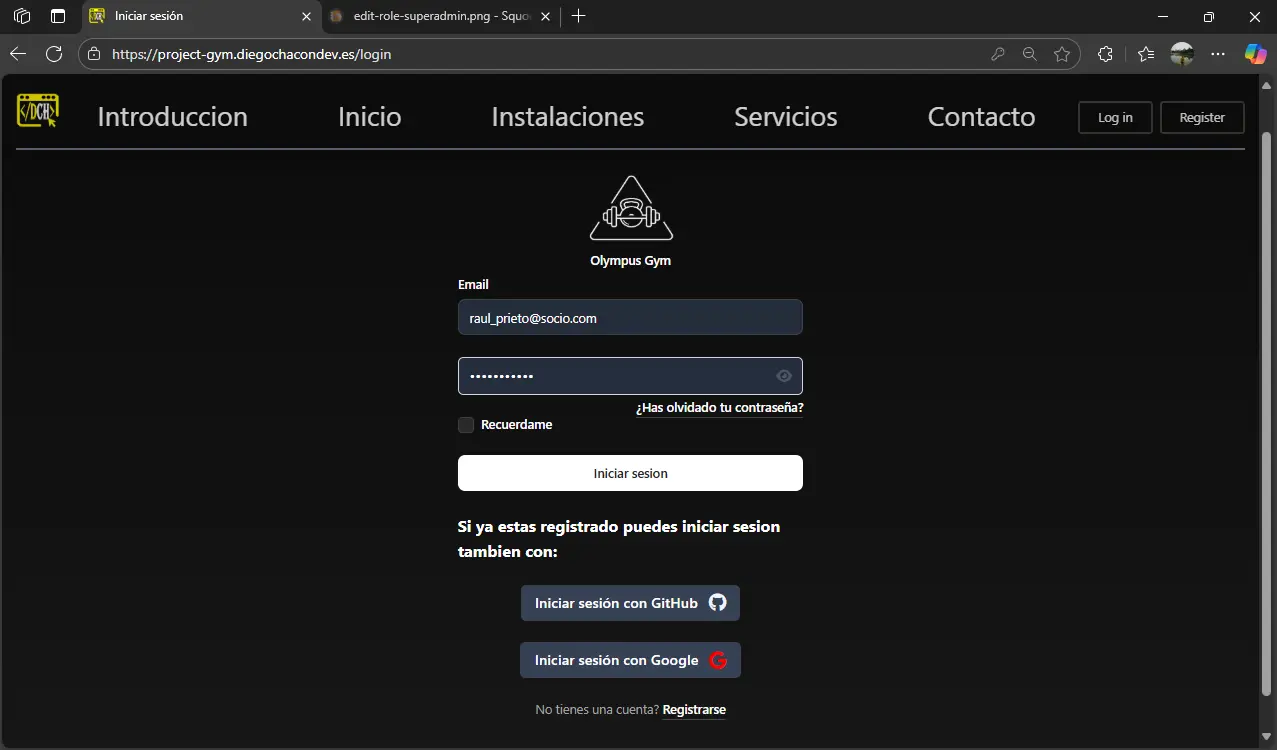 Iniciar sesión
edit-role-superadmin.png - Squo
https://project-gym.diegochacondev.es/login
</DCH>
Introduccion
Inicio
Instalaciones
Servicios
Contacto
Log in
Register
Olympus Gym
Email
raul_prieto@socio.com
•••••••••••
¿Has olvidado tu contraseña?
Recuerdame
Iniciar sesion
Si ya estas registrado puedes iniciar sesion
tambien con:
Iniciar sesión con GitHub
Iniciar sesión con Google
No tienes una cuenta? Registrarse